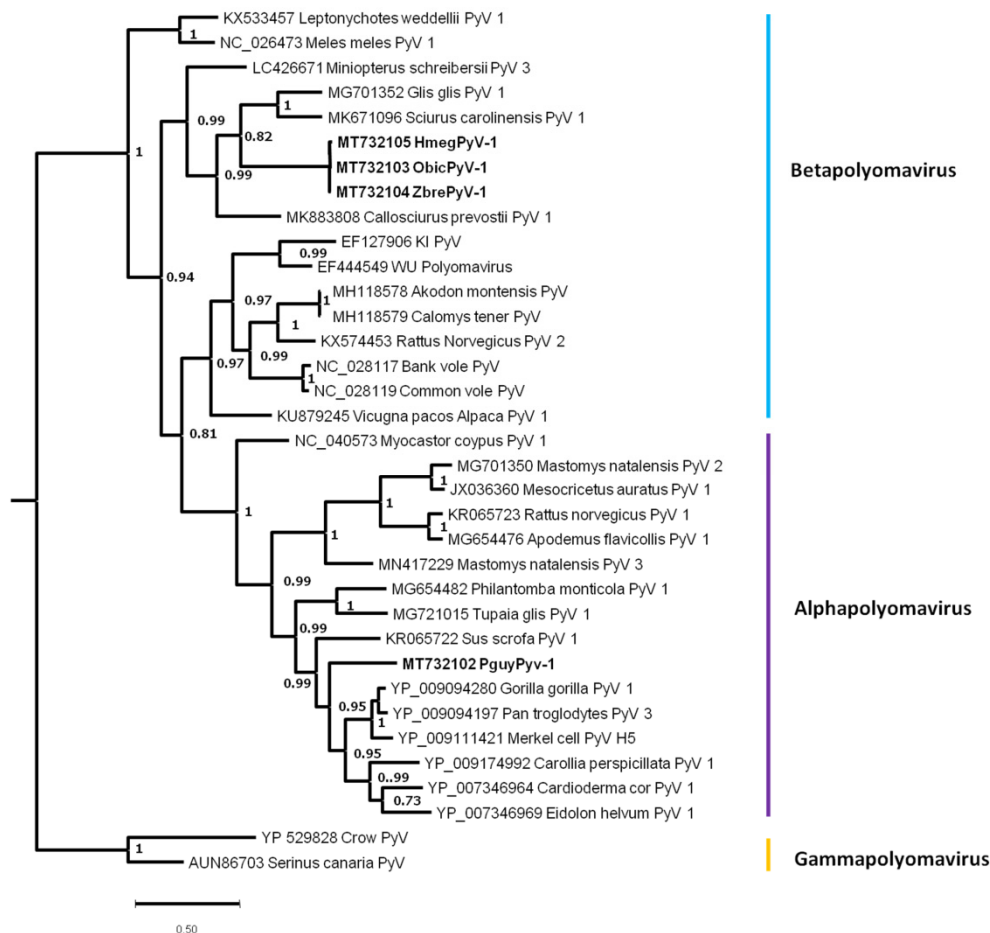 KX533457 Leptonychotes weddellii PyV 1
1
NC_026473 Meles meles PyV 1
LC426671 Miniopterus schreibersii PyV 3
MG701352 Glis glis PyV 1
1
0.99
MK671096 Sciurus carolinensis PyV 1
0.82
MT732105 HmegPyV-1
1
MT732103 ObicPyV-1
Betapolyomavirus
0.99
MT732104 ZbrePyV-1
MK883808 Callosciurus prevostii PyV 1
EF127906 KI PyV
0.99
EF444549 WU Polyomavirus
0.94
MH118578 Akodon montensis PyV
0.97
1
MH118579 Calomys tener PyV
1
KX574453 Rattus Norvegicus PyV 2
0.99
0.97
NC_028117 Bank vole PyV
1
NC_028119 Common vole PyV
KU879245 Vicugna pacos Alpaca PyV 1
0.81
NC_040573 Myocastor coypus PyV 1
MG701350 Mastomys natalensis PyV 2
1
JX036360 Mesocricetus auratus PyV 1
1
1
KR065723 Rattus norvegicus PyV 1
1
MG654476 Apodemus flavicollis PyV 1
1
MN417229 Mastomys natalensis PyV 3
0.99
MG654482 Philantomba monticola PyV 1
1
Alphapolyomavirus
MG721015 Tupaia glis PyV 1
0.99
KR065722 Sus scrofa PyV 1
MT732102 PguyPyv-1
0.99
YP_009094280 Gorilla gorilla PyV 1
0.95
YP_009094197 Pan troglodytes PyV 3
1
YP_009111421 Merkel cell PyV H5
0.95
YP_009174992 Carollia perspicillata PyV 1
0..99
YP_007346964 Cardioderma cor PyV 1
0.73
YP_007346969 Eidolon helvum PyV 1
YP 529828 Crow PyV
1
AUN86703 Serinus canaria PyV
Gammapolyomavirus
0.50